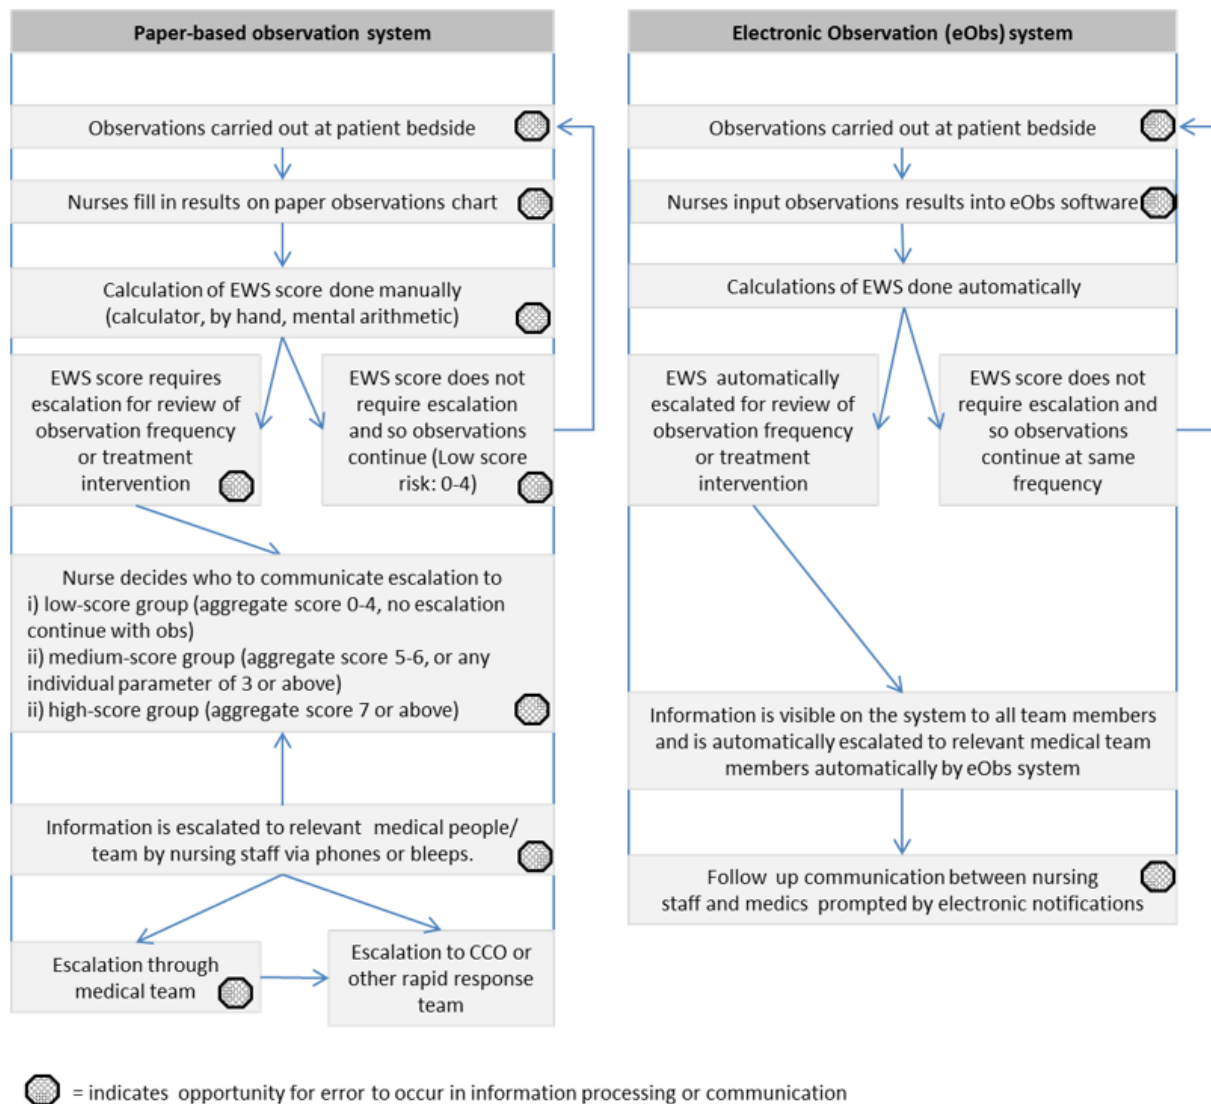 Paper-based observation system
Observations carried out at patient bedside
Nurses fill in results on paper observations chart
Calculation of EWS score done manually
(calculator, by hand, mental arithmetic)
EWS score requires
escalation for review of
observation frequency
or treatment
intervention
EWS score does not
require escalation
and so observations
continue (Low score
risk: 0-4)
Nurse decides who to communicate escalation to
i) low-score group (aggregate score 0-4, no escalation
continue with obs)
ii) medium-score group (aggregate score 5-6, or any
individual parameter of 3 or above)
ii) high-score group (aggregate score 7 or above)
Information is escalated to relevant medical people/
team by nursing staff via phones or bleeps.
Escalation through
medical team
Escalation to CCO or
other rapid response
team
Electronic Observation (eObs) system
Observations carried out at patient bedside
Nurses input observations results into eObs software
Calculations of EWS done automatically
EWS automatically
escalated for review of
observation frequency
or treatment
intervention
EWS score does not
require escalation and
so observations
continue at same
frequency
Information is visible on the system to all team members
and is automatically escalated to relevant medical team
members automatically by eObs system
Follow up communication between nursing
staff and medics prompted by electronic notifications
= indicates opportunity for error to occur in information processing or communication